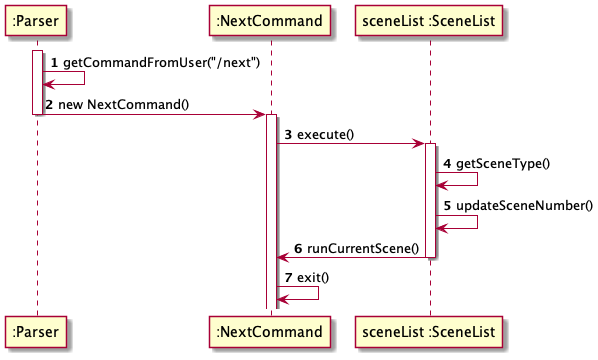 :Parser :NextCommand sceneList :SceneList
1 getCommandFromUser("/next")
2 new NextCommand()
3 execute()
4 getSceneType()
5 updateSceneNumber()
6 runCurrentScene()
7 exit()
:Parser :NextCommand sceneList :SceneList